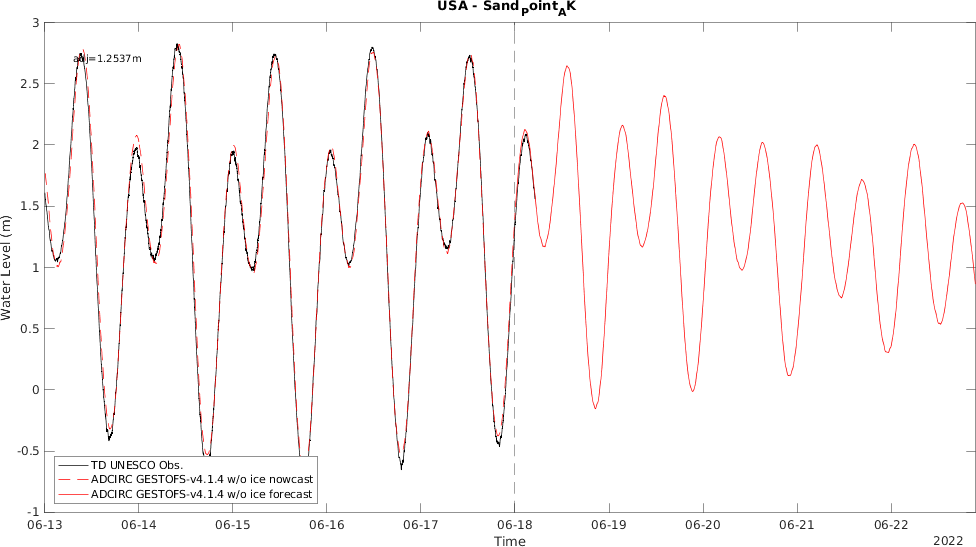 USA - Sand_Point_AK
adj=1.2537m
3
2.5
2
1.5
1
0.5
0
-0.5
-1
Water Level (m)
TD UNESCO Obs.
ADCIRC GESTOFS-v4.1.4 w/o ice nowcast
ADCIRC GESTOFS-v4.1.4 w/o ice forecast
06-13 06-14 06-15 06-16 06-17 06-18 06-19 06-20 06-21 06-22
Time
2022